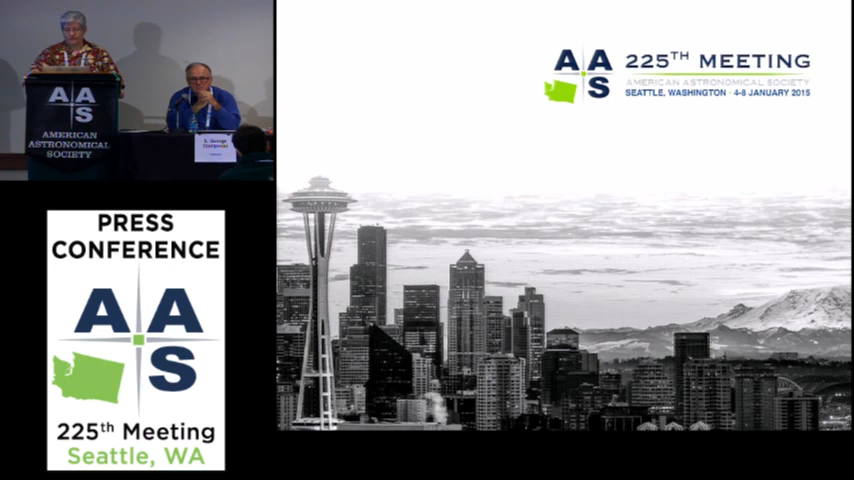 AAS
AMERICAN
ASTRONOMICAL
SOCIETY
S. George
PRESS
CONFERENCE
AAS
225th Meeting
Seattle, WA
AAS
225TH MEETING
AMERICAN ASTRONOMICAL SOCIETY
SEATTLE, WASHINGTON · 4-8 JANUARY 2015